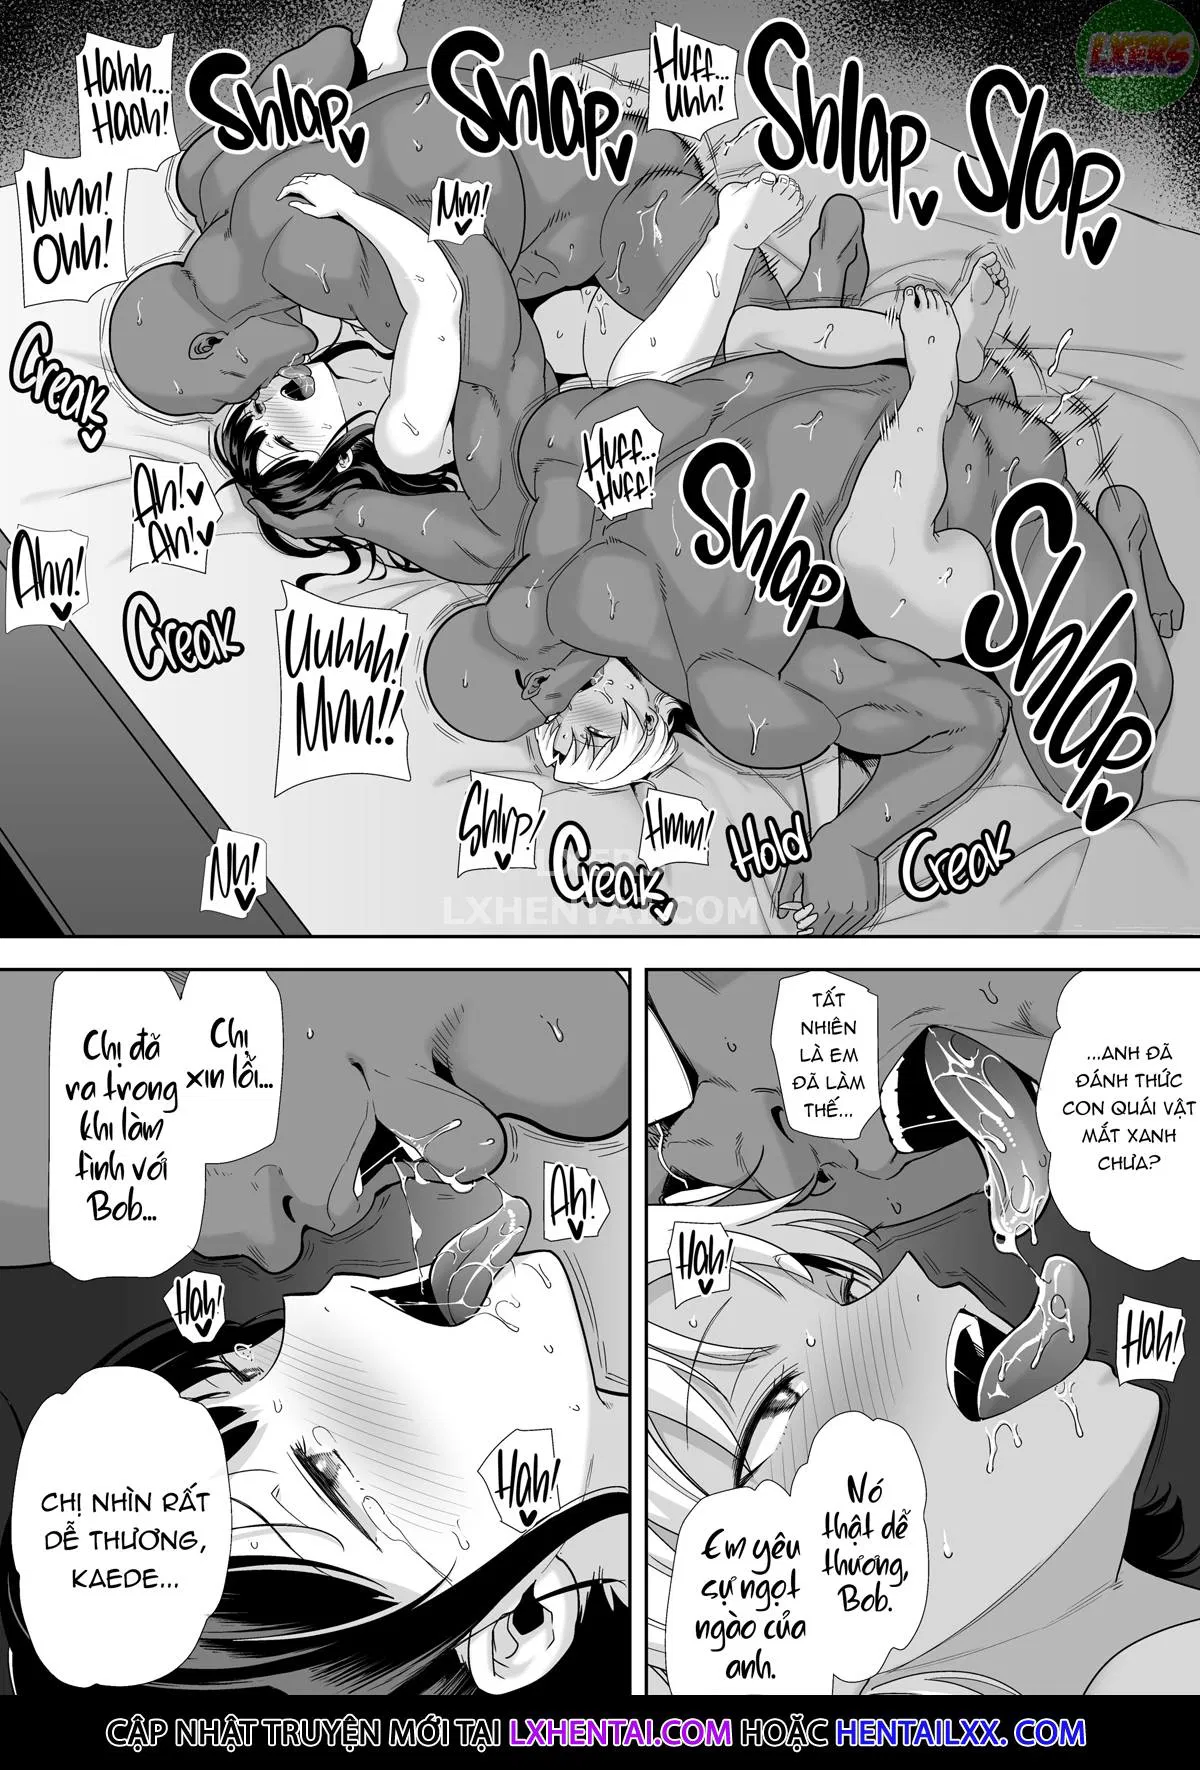 LXERS
Hahh...
Haah!
Shlap
Shlap
Huff...
Uhh!
Shlap
Slap
Mmn!
Ohh!
Mm!
Creak
Ah!
Ah!
Huff...
Huff!
Shlap
Shlap
Ahn!
Creak
Uuhhh!
Mnn!!
Shlrp!
Hmm!
Hold
Creak
Creak
Nh!
LXHENTAI.COM
...ANH ĐÃ
ĐÁNH THỨC
CON QUÁI VẬT
MẮT XANH
CHƯA?
TẤT
NHIÊN
LÀ EM
ĐÃ LÀM
THẾ...
Hah!
Hah!
Nó
thật dễ
thương,
Bob.
Em yêu
sự ngọt
ngào của
anh.
Chị
xin lỗi...
Chị đã
ra trong
khi làm
tình với
Bob...
Ah!
Hah!
Hah!
CHỊ NHÌN RẤT
DỄ THƯƠNG,
KAEDE...
CẬP NHẬT TRUYỆN MỚI TẠI LXHENTAI.COM HOẶC HENTAILXX. COM